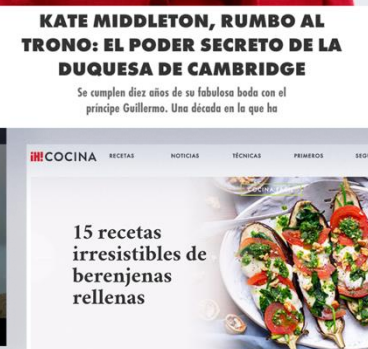 KATE MIDDLETON, RUMBO AL
TRONO: EL PODER SECRETO DE LA
DUQUESA DE CAMBRIDGE
Se cumplen diez años de su fabulosa boda con el
príncipe Guillermo. Una década en la que ha
¡H! COCINA RECETAS NOTICIAS TÉCNICAS PRIMEROS
COCINA
15 recetas
irresistibles de
berenjenas
rellenas